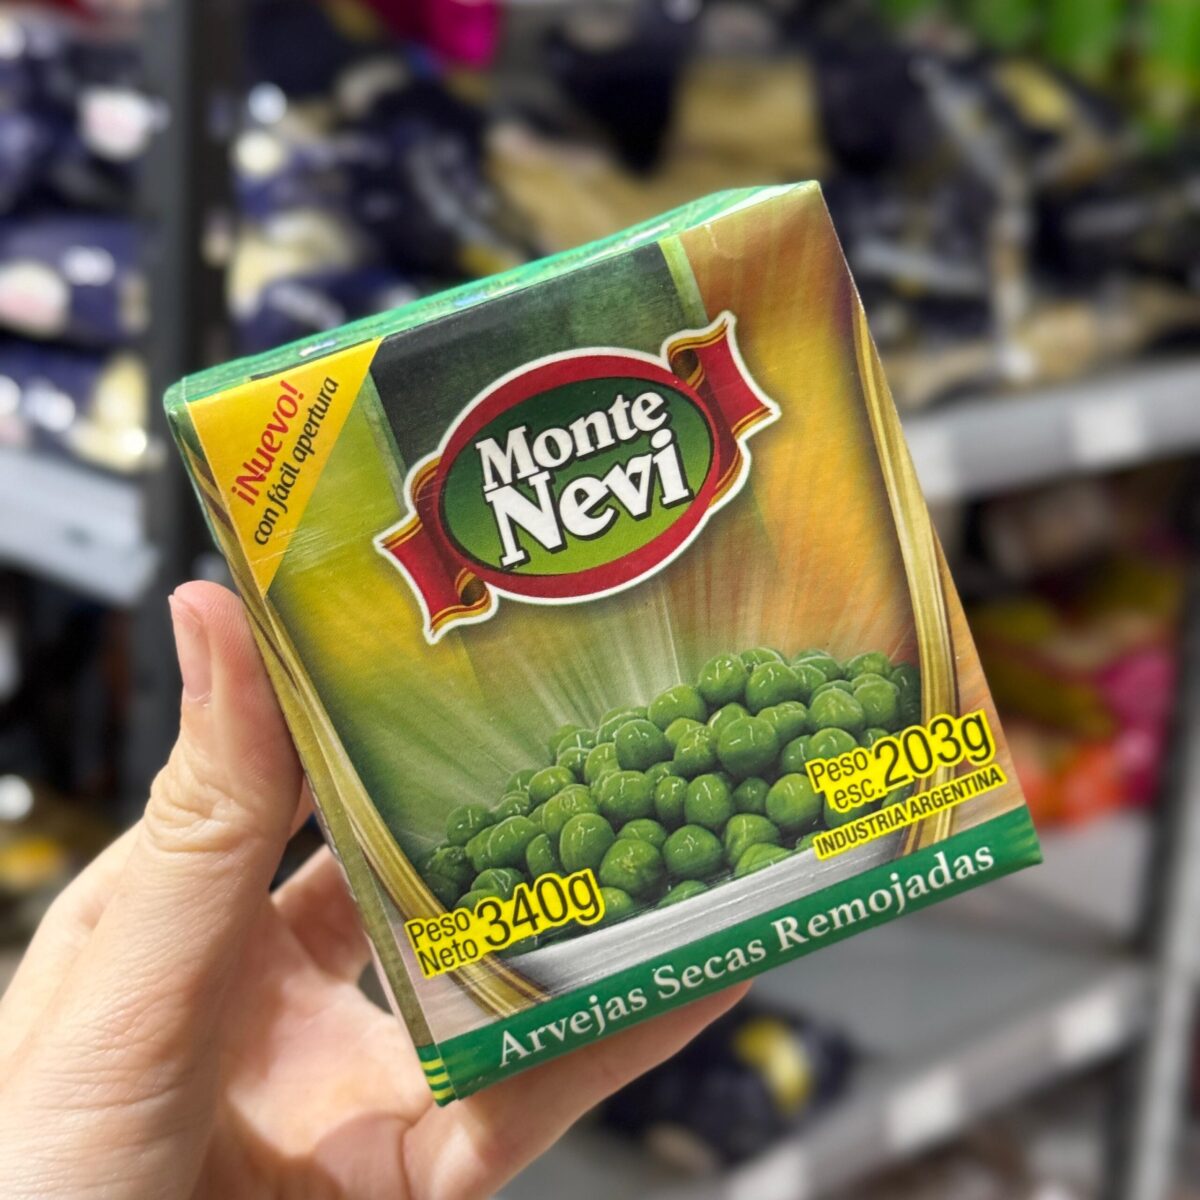 ¡Nuevo!
con fácil apertura
Monte
Nevi
Peso
esc. 203g
INDUSTRIA ARGENTINA
Peso
Neto 340g
Arvejas Secas Remojadas